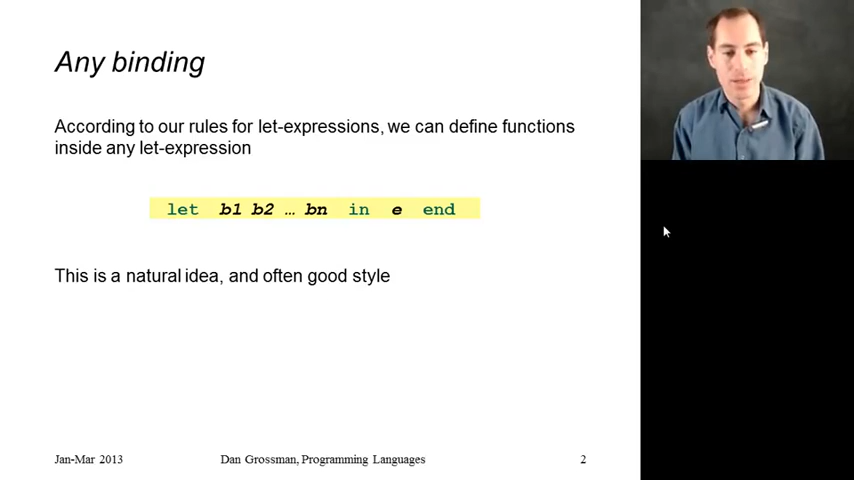 Any binding
According to our rules for let-expressions, we can define functions
inside any let-expression
let b1 b2 … bn in e end
This is a natural idea, and often good style
Jan-Mar 2013 Dan Grossman, Programming Languages 2